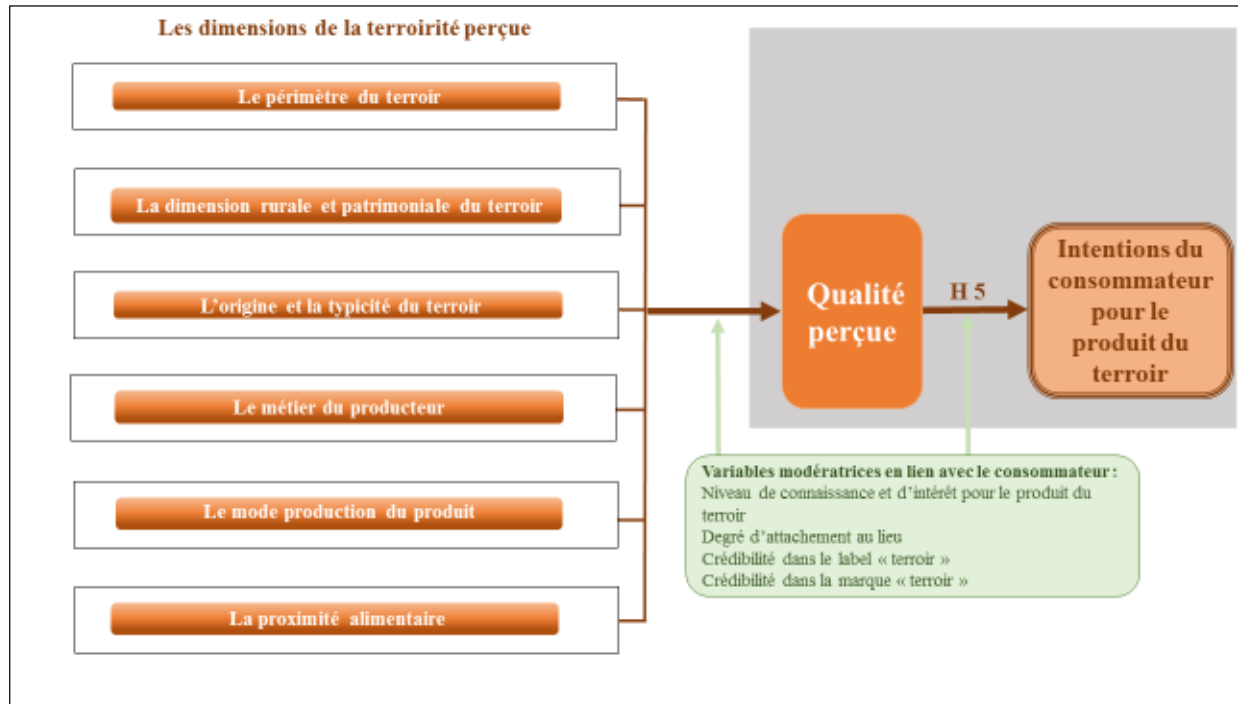 Les dimensions de la terroirité perçue
Le périmètre du terroir
La dimension rurale et patrimoniale du terroir
L'origine et la typicité du terroir
Le métier du producteur
Le mode production du produit
La proximité alimentaire
Qualité
perçue
H 5
Intentions du
consommateur
pour le
produit du
terroir
Variables modératrices en lien avec le consommateur :
Niveau de connaissance et d'intérêt pour le produit du
terroir
Degré d'attachement au lieu
Crédibilité dans le label « terroir »
Crédibilité dans la marque « terroir »